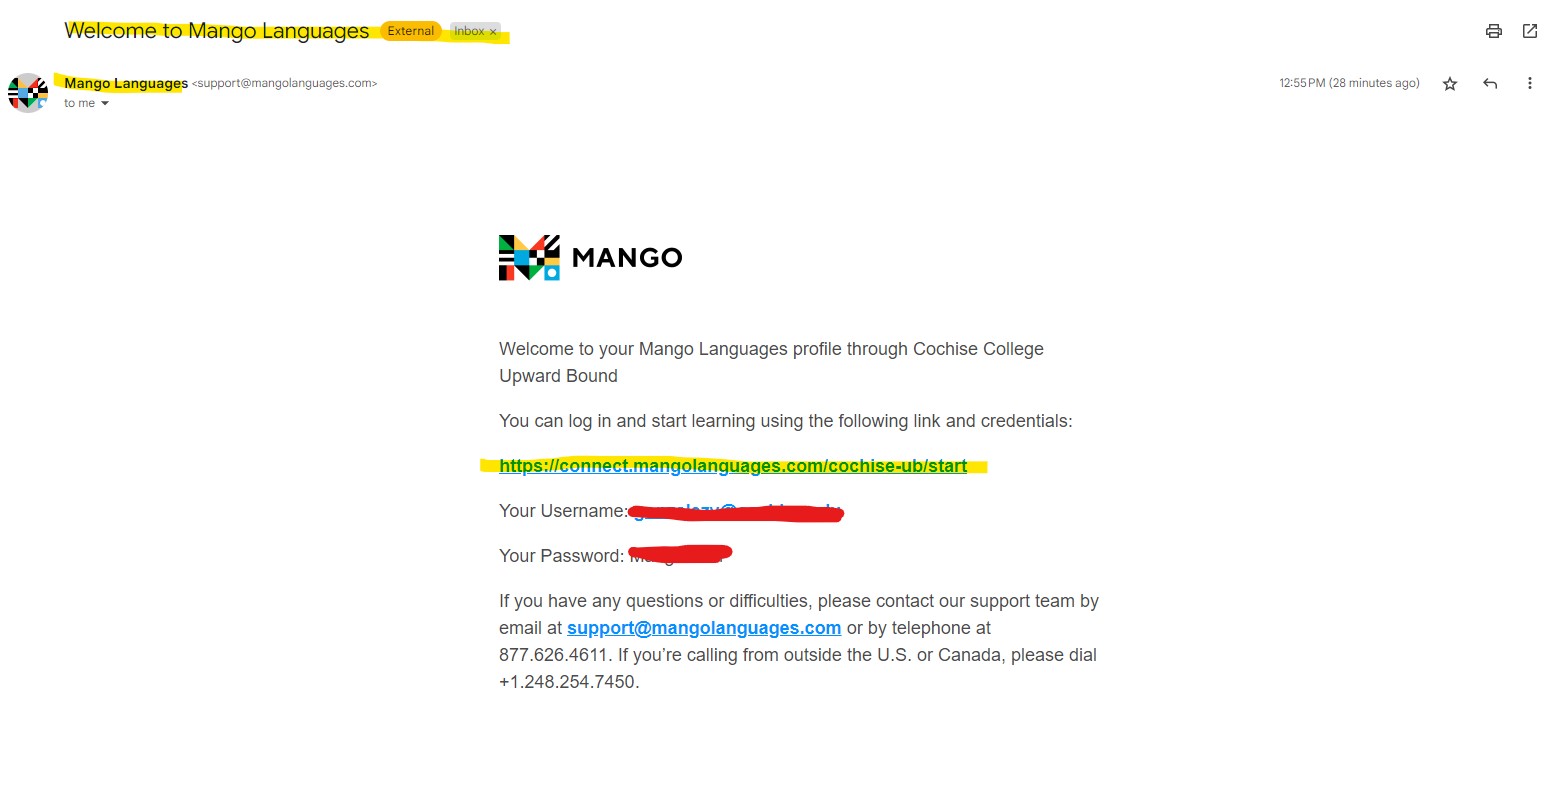 Welcome to Mango Languages External Inbox ×
Mango Languages <support@mangolanguages.com> 12:55 PM (28 minutes ago)
to me
MANGO
Welcome to your Mango Languages profile through Cochise College
Upward Bound
You can log in and start learning using the following link and credentials:
https://connect.mangolanguages.com/cochise-ub/start
Your Username:
Your Password:
If you have any questions or difficulties, please contact our support team by
email at support@mangolanguages.com or by telephone at
877.626.4611. If you’re calling from outside the U.S. or Canada, please dial
+1.248.254.7450.